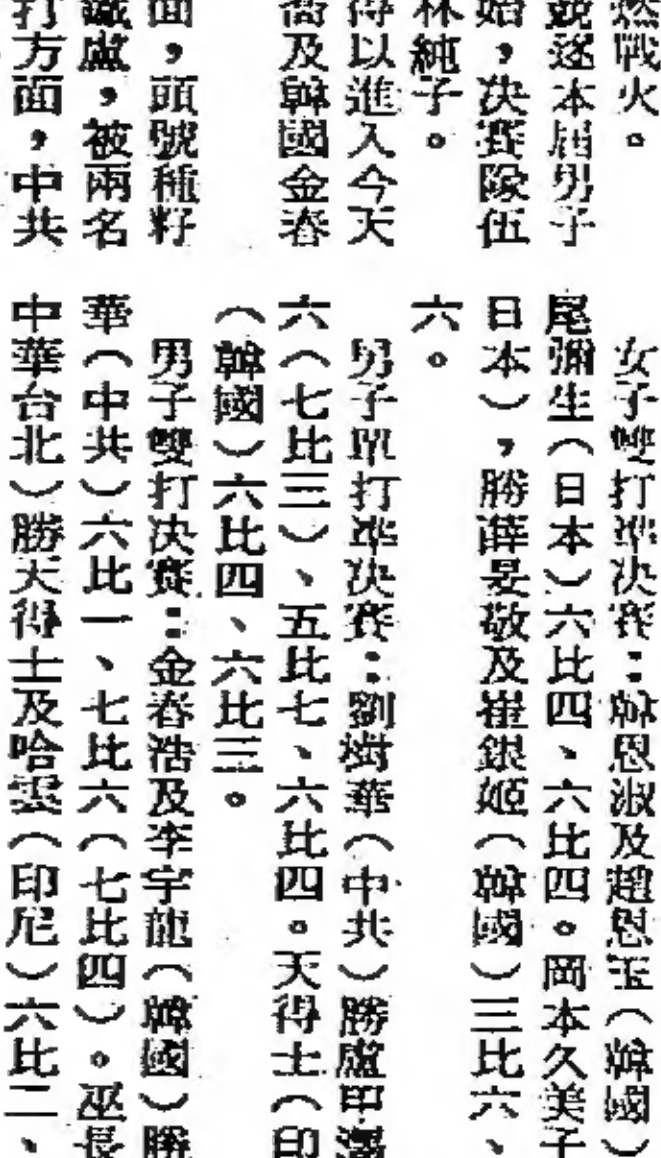 燃戰火。
競逐本屆男子
始，決賽隊伍
林純子。
得以進入今天
喬及韓國金春
面，頭號種籽
鐵盧，被兩名
打方面，中共
女子雙打準決賽：韓恩淑及趙恩玉（韓國）
尾彌生（日本）六比四、六比四。岡本久美子
日本），勝薛晏敬及崔銀姬（韓國）三比六、
六。
男子單打準決賽：劉樹華（中共）勝盧甲澤
六（七比三）、五比七、六比四。天得士（印
（韓國）六比四、六比三。
男子雙打決賽：金春浩及李宇龍（韓國）勝
華（中共）六比一、七比六（七比四）。巫長
中華台北）勝天得士及哈雲（印尼）六比二、